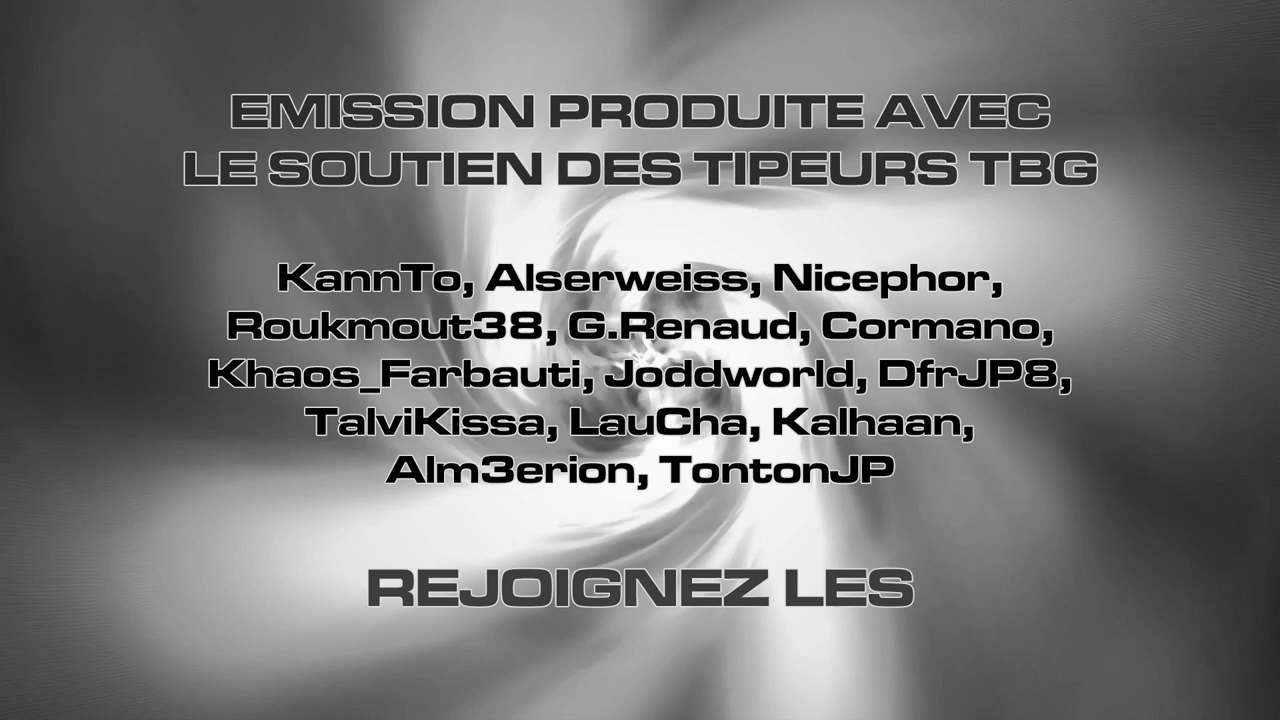 EMISSION PRODUITE AVEC
LE SOUTIEN DES TIPEURS TBG
KannTo, Alserweiss, Nicephor,
Roukmout38, G.Renaud, Cormano,
Khaos_Farbauti, Joddworld, DfrJP8,
TalviKissa, LauCha, Kalhaan,
Alm3erion, TontonJP
REJOIGNEZ LES